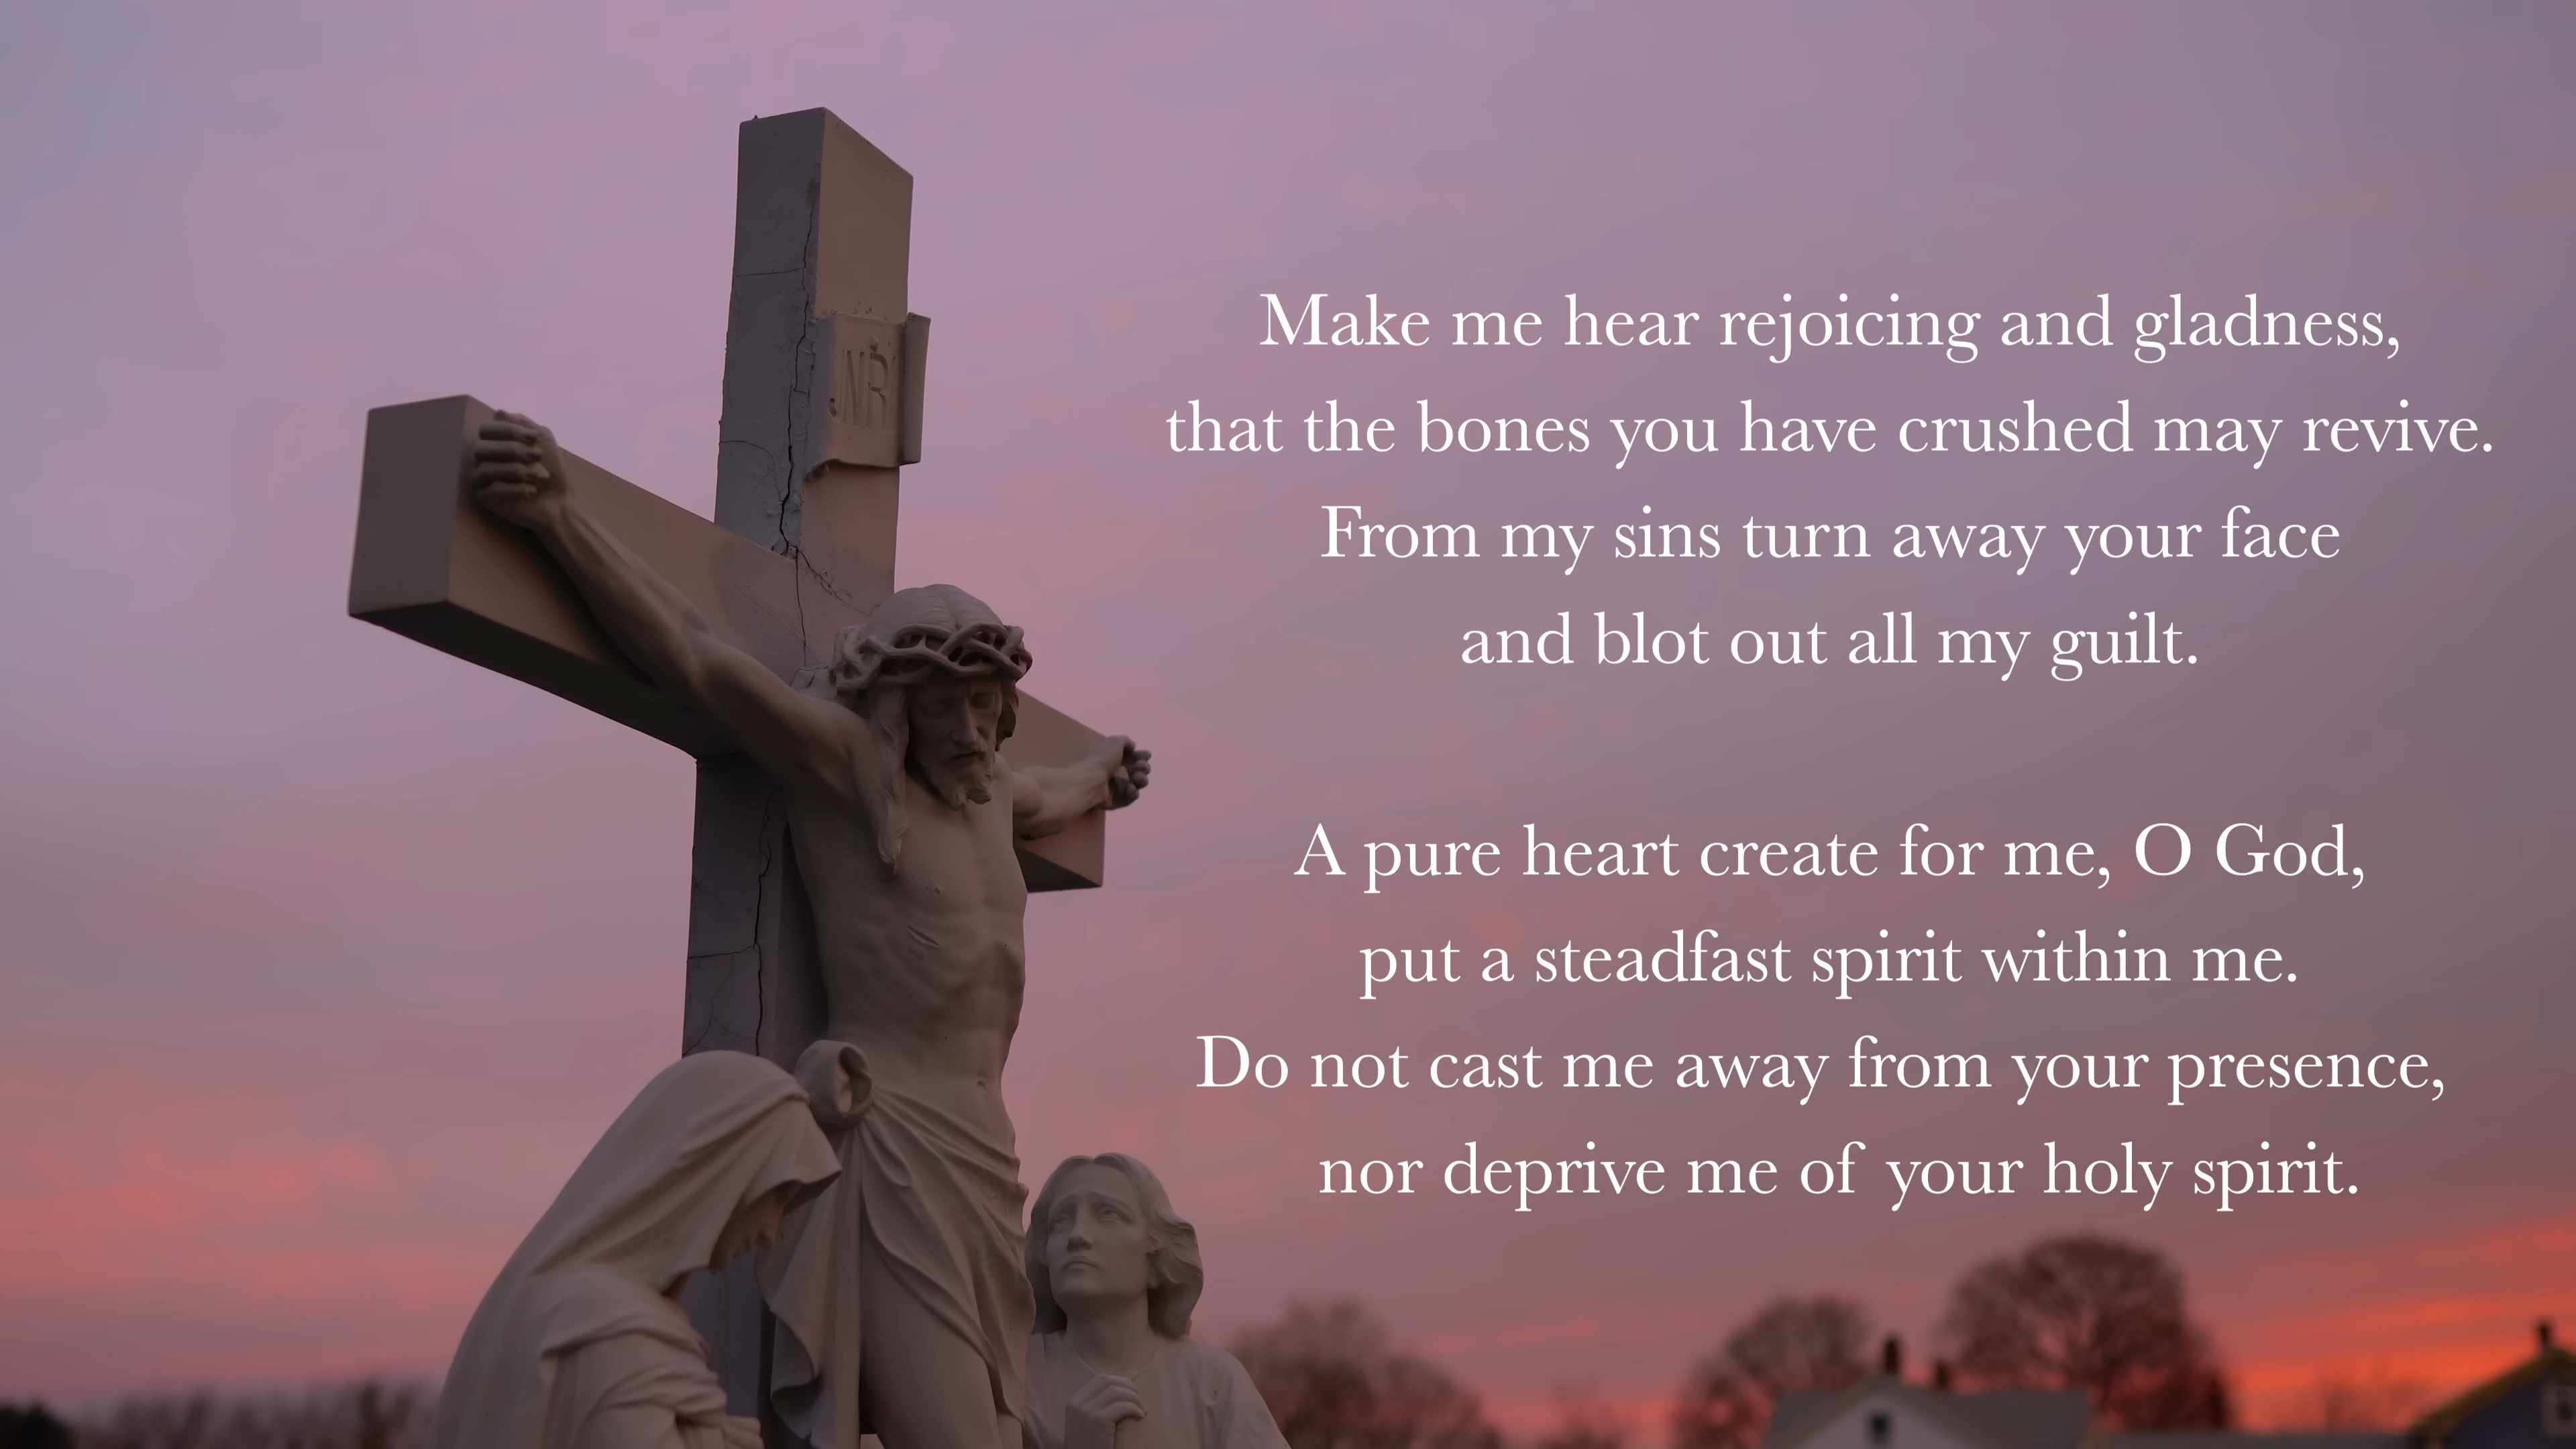 INRI
Make me hear rejoicing and gladness,
that the bones you have crushed may revive.
From my sins turn away your face
and blot out all my guilt.
A pure heart create for me, O God,
put a steadfast spirit within me.
Do not cast me away from your presence,
nor deprive me of your holy spirit.